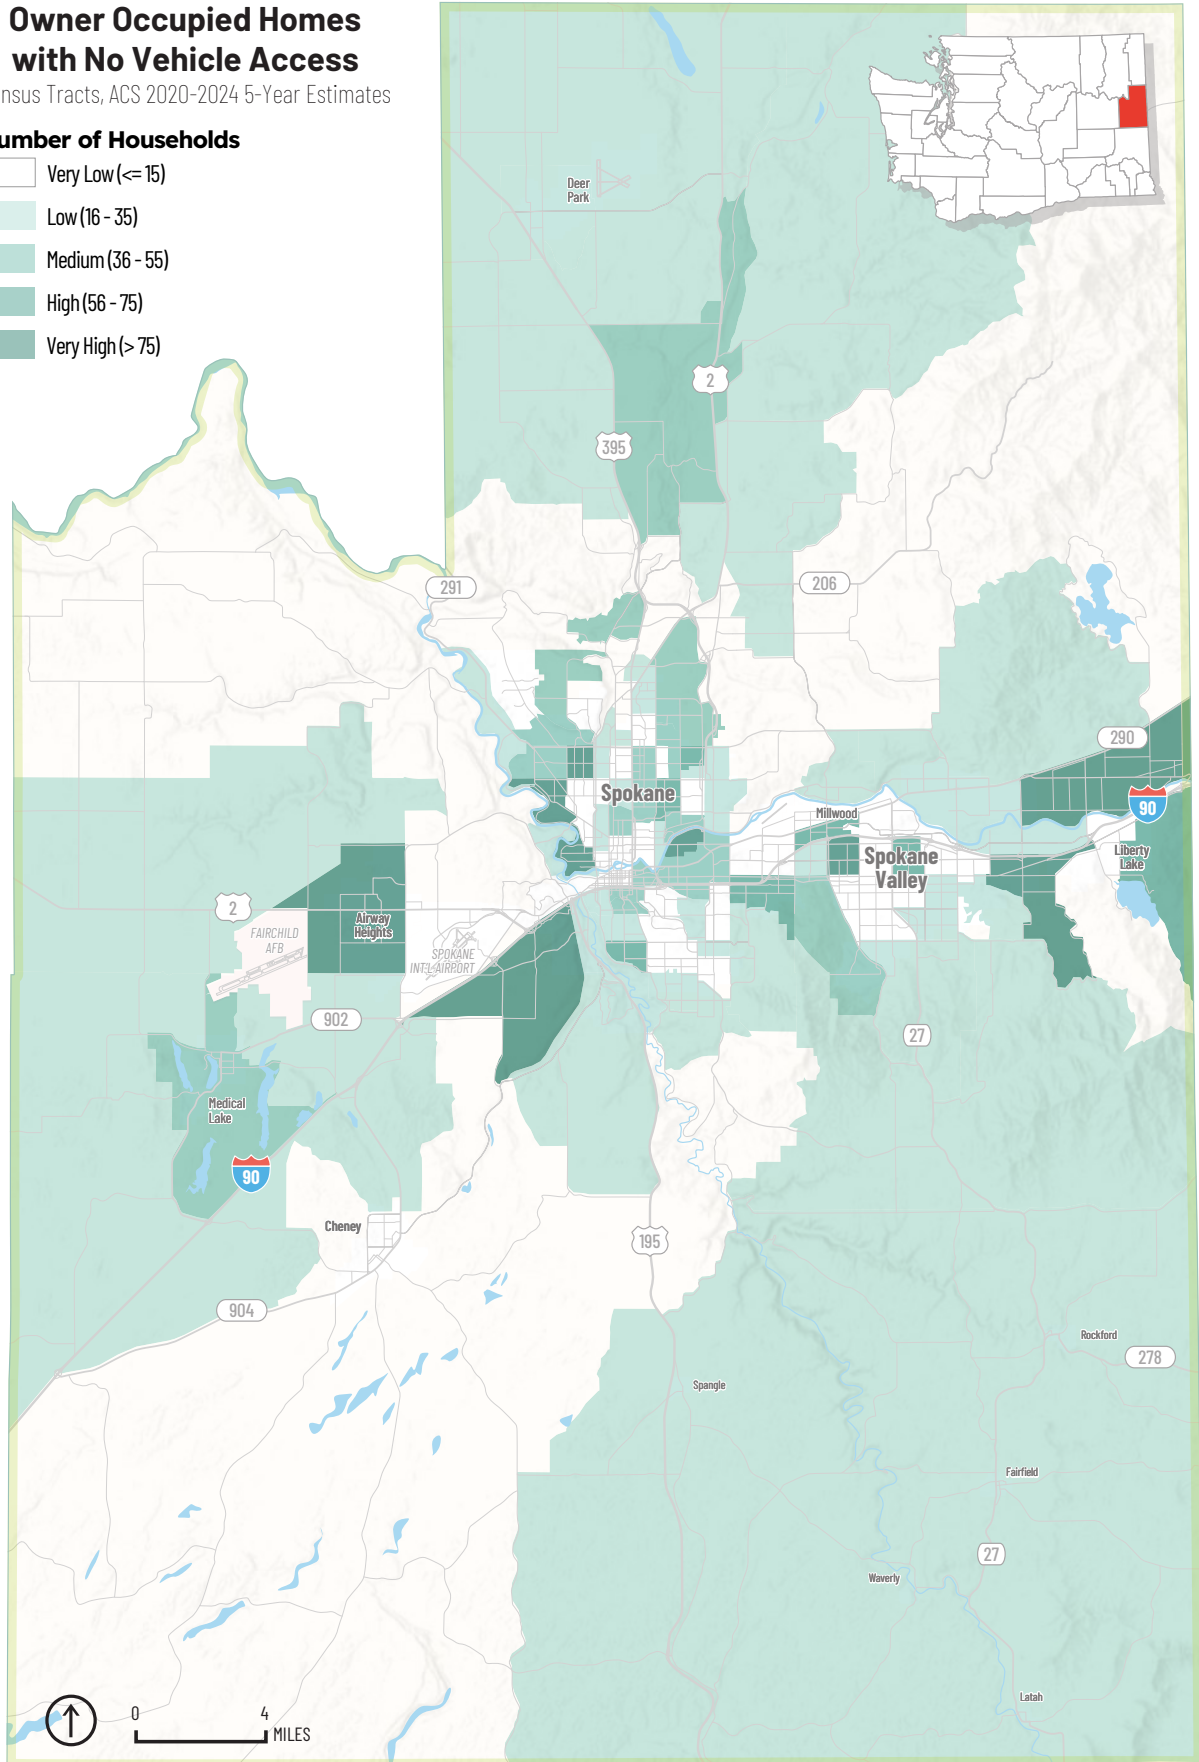 Owner Occupied Homes
with No Vehicle Access
nsus Tracts, ACS 2020-2024 5-Year Estimates
umber of Households
Very Low (<= 15)
Low (16 - 35)
Medium (36 - 55)
High (56 - 75)
Very High (> 75)
Deer
Park
2
395
291
206
290
Spokane
90
Millwood
Spokane
Valley
Liberty
Lake
2
Airway
Heights
FAIRCHILD
AFB
SPOKANE
INT'L AIRPORT
902
27
Medical
Lake
90
Cheney
195
904
Rockford
278
Spangle
Fairfield
27
Waverly
Latah
0 4
MILES